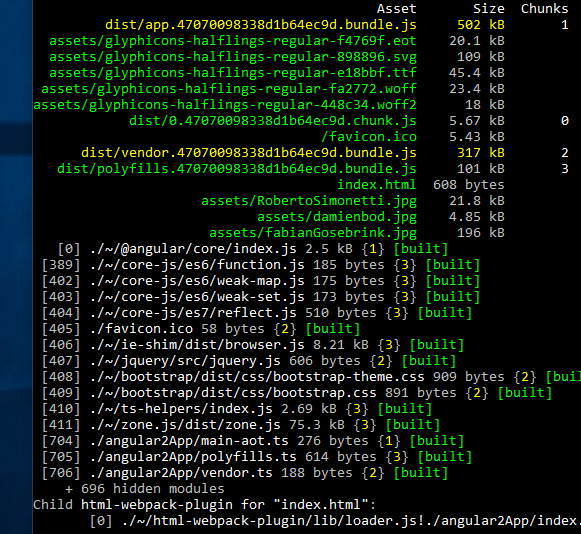 Asset Size Chunks
dist/app.47070098338d1b64ec9d.bundle.js 502 kB 1
assets/glyphicons-halflings-regular-f4769f.eot 20.1 kB
assets/glyphicons-halflings-regular-898896.svg 109 kB
assets/glyphicons-halflings-regular-e18bbf.ttf 45.4 kB
assets/glyphicons-halflings-regular-fa2772.woff 23.4 kB
assets/glyphicons-halflings-regular-448c34.woff2 18 kB
dist/0.47070098338d1b64ec9d.chunk.js 5.67 kB 0
/favicon.ico 5.43 kB
dist/vendor.47070098338d1b64ec9d.bundle.js 317 kB 2
dist/polyfills.47070098338d1b64ec9d.bundle.js 101 kB 3
index.html 608 bytes
assets/RobertoSimonetti.jpg 21.8 kB
assets/damienbod.jpg 4.85 kB
assets/fabianGosebrink.jpg 196 kB
[0] ./~/@angular/core/index.js 2.5 kB {1} [built]
[389] ./~/core-js/es6/function.js 185 bytes {3} [built]
[402] ./~/core-js/es6/weak-map.js 175 bytes {3} [built]
[403] ./~/core-js/es6/weak-set.js 173 bytes {3} [built]
[404] ./~/core-js/es7/reflect.js 510 bytes {3} [built]
[405] ./favicon.ico 58 bytes {2} [built]
[406] ./~/ie-shim/dist/browser.js 8.21 kB {3} [built]
[407] ./~/jquery/src/jquery.js 606 bytes {2} [built]
[408] ./~/bootstrap/dist/css/bootstrap-theme.css 909 bytes {2} [buil
[409] ./~/bootstrap/dist/css/bootstrap.css 891 bytes {2} [built]
[410] ./~/ts-helpers/index.js 2.69 kB {3} [built]
[411] ./~/zone.js/dist/zone.js 75.3 kB {3} [built]
[704] ./angular2App/main-aot.ts 276 bytes {1} [built]
[705] ./angular2App/polyfills.ts 614 bytes {3} [built]
[706] ./angular2App/vendor.ts 188 bytes {2} [built]
+ 696 hidden modules
Child html-webpack-plugin for "index.html":
[0] ./~/html-webpack-plugin/lib/loader.js!./angular2App/index.